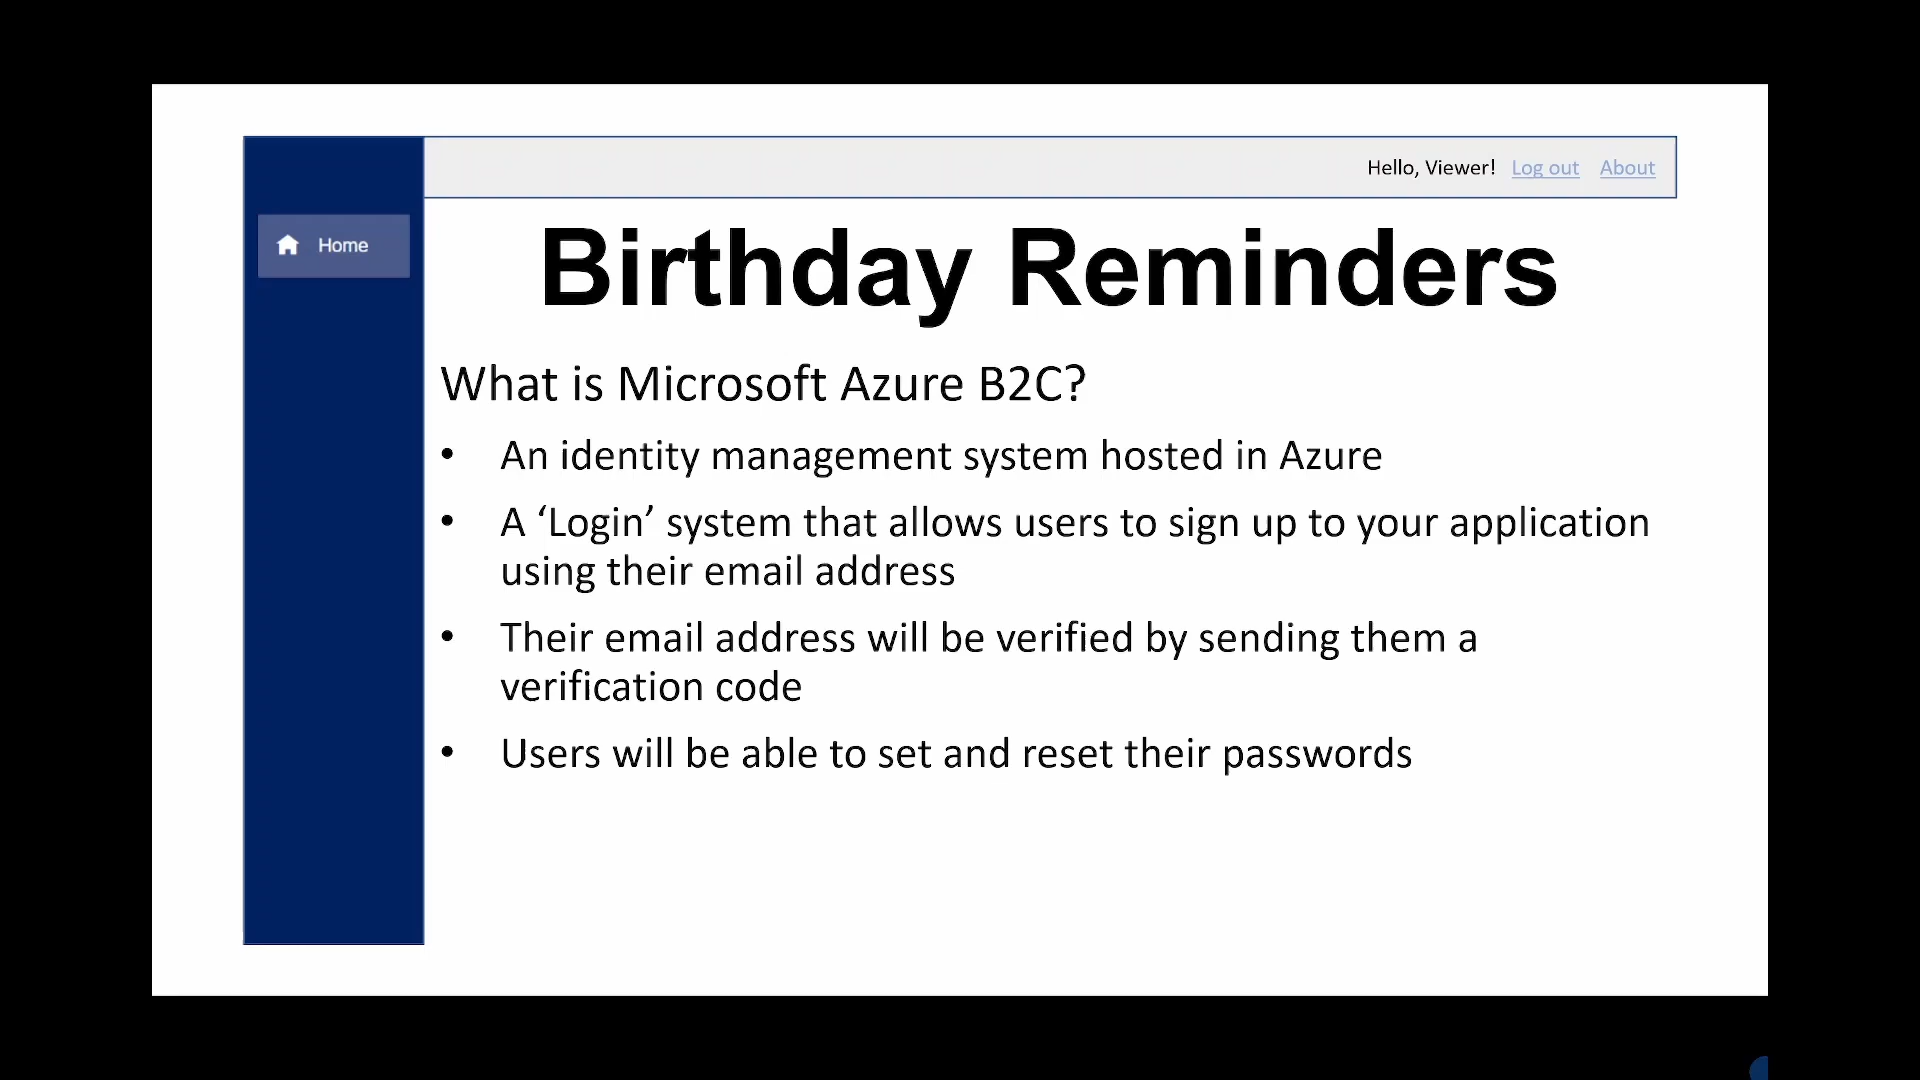 Hello, Viewer! Log out About
Home
Birthday Reminders
What is Microsoft Azure B2C?
• An identity management system hosted in Azure
• A ‘Login’ system that allows users to sign up to your application
using their email address
• Their email address will be verified by sending them a
verification code
• Users will be able to set and reset their passwords